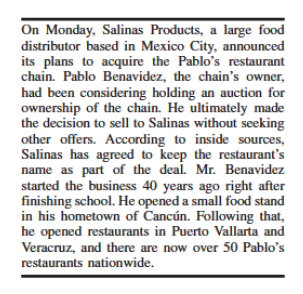 On Monday, Salinas Products, a large food
distributor based in Mexico City, announced
its plans to acquire the Pablo's restaurant
chain. Pablo Benavidez, the chain's owner,
had been considering holding an auction for
ownership of the chain. He ultimately made
the decision to sell to Salinas without seeking
other offers. According to inside sources,
Salinas has agreed to keep the restaurant's
name as part of the deal. Mr. Benavidez
started the business 40 years ago right after
finishing school. He opened a small food stand
in his hometown of Cancún. Following that,
he opened restaurants in Puerto Vallarta and
Veracruz, and there are now over 50 Pablo's
restaurants nationwide.